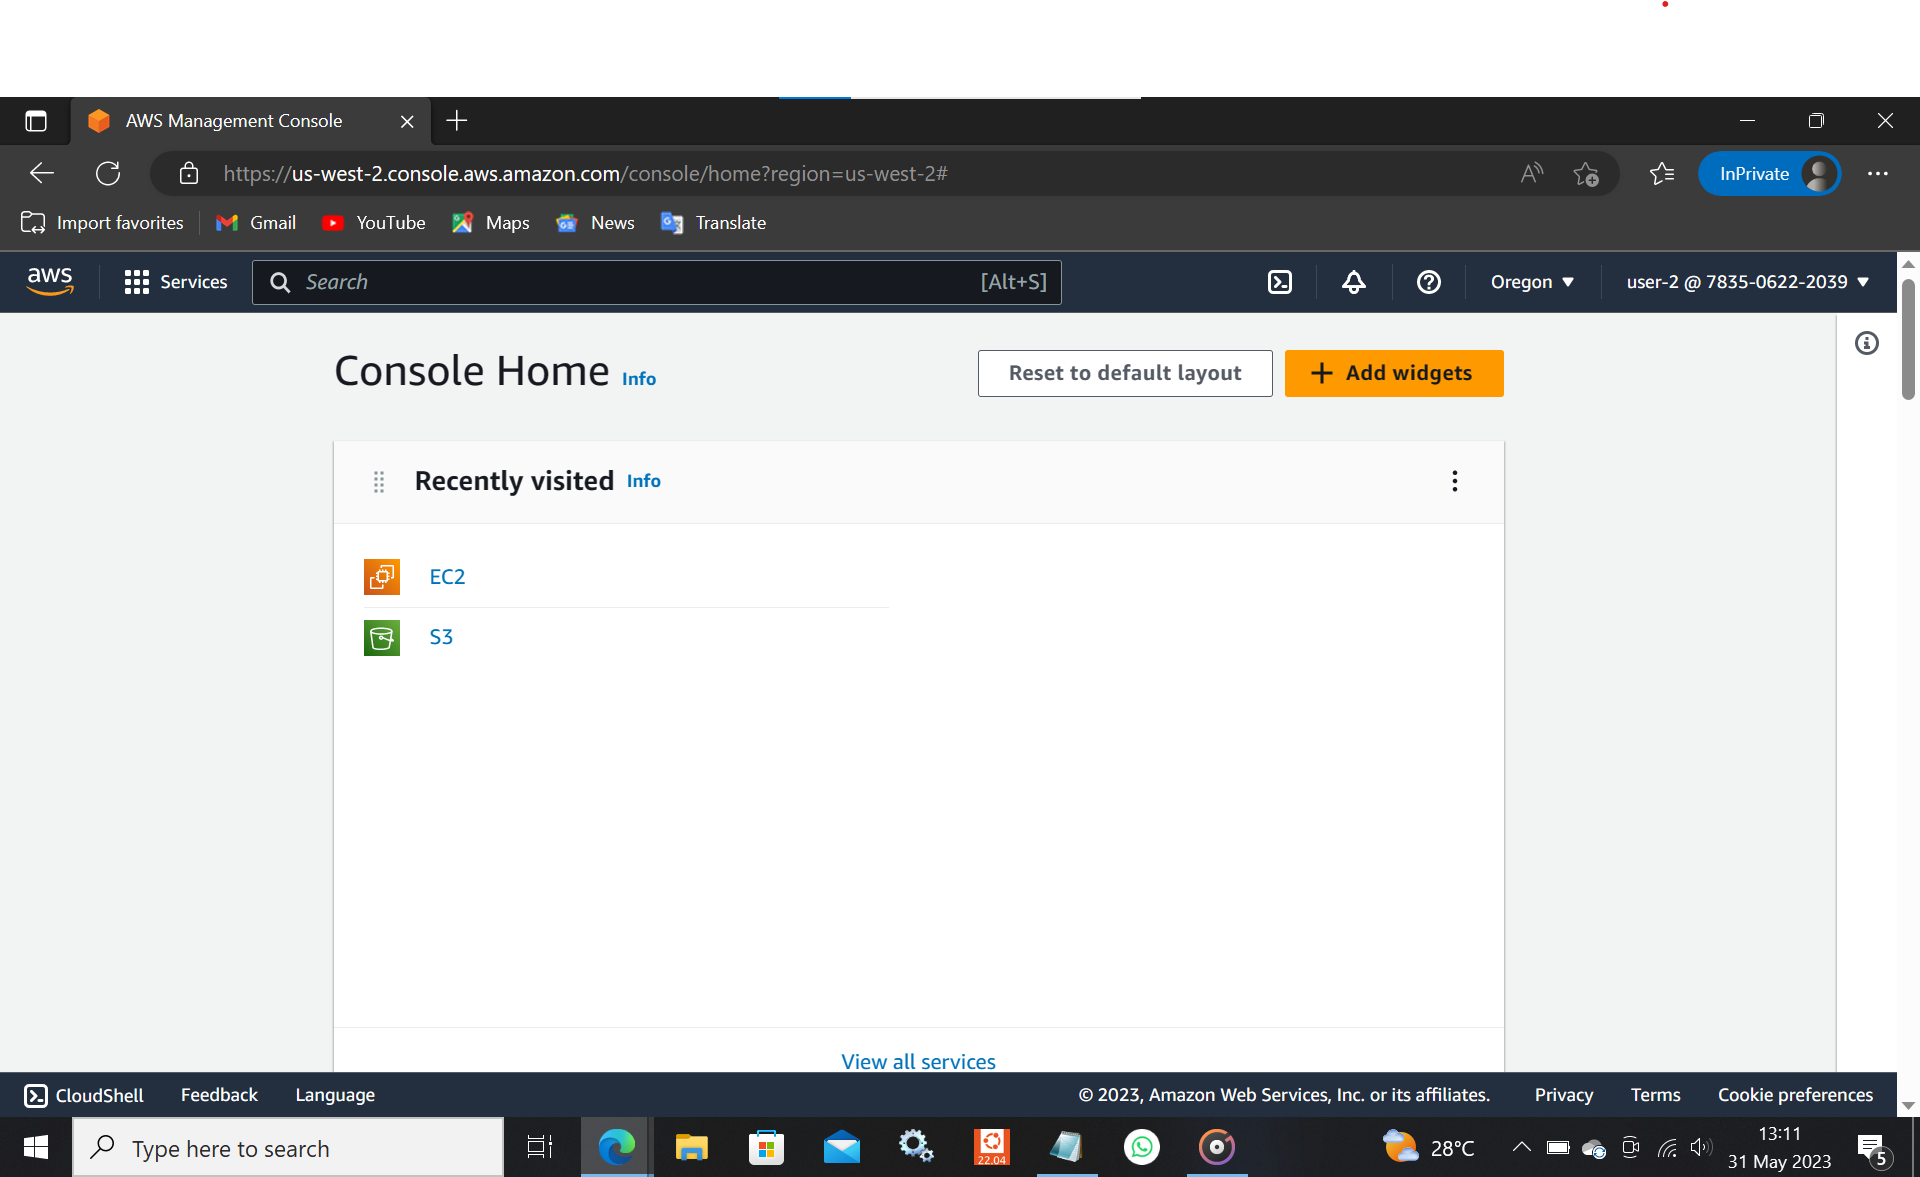 AWS Management Console
https://us-west-2.console.aws.amazon.com/console/home?region=us-west-2#
InPrivate
Import favorites
Gmail
YouTube
Maps
News
Translate
aws
Services
Search
[Alt+S]
Oregon
user-2 @ 7835-0622-2039
Console Home Info
Reset to default layout
Add widgets
Recently visited Info
EC2
S3
View all services
CloudShell
Feedback
Language
© 2023, Amazon Web Services, Inc. or its affiliates.
Privacy
Terms
Cookie preferences
Type here to search
22.04
28°C
13:11
31 May 2023
5